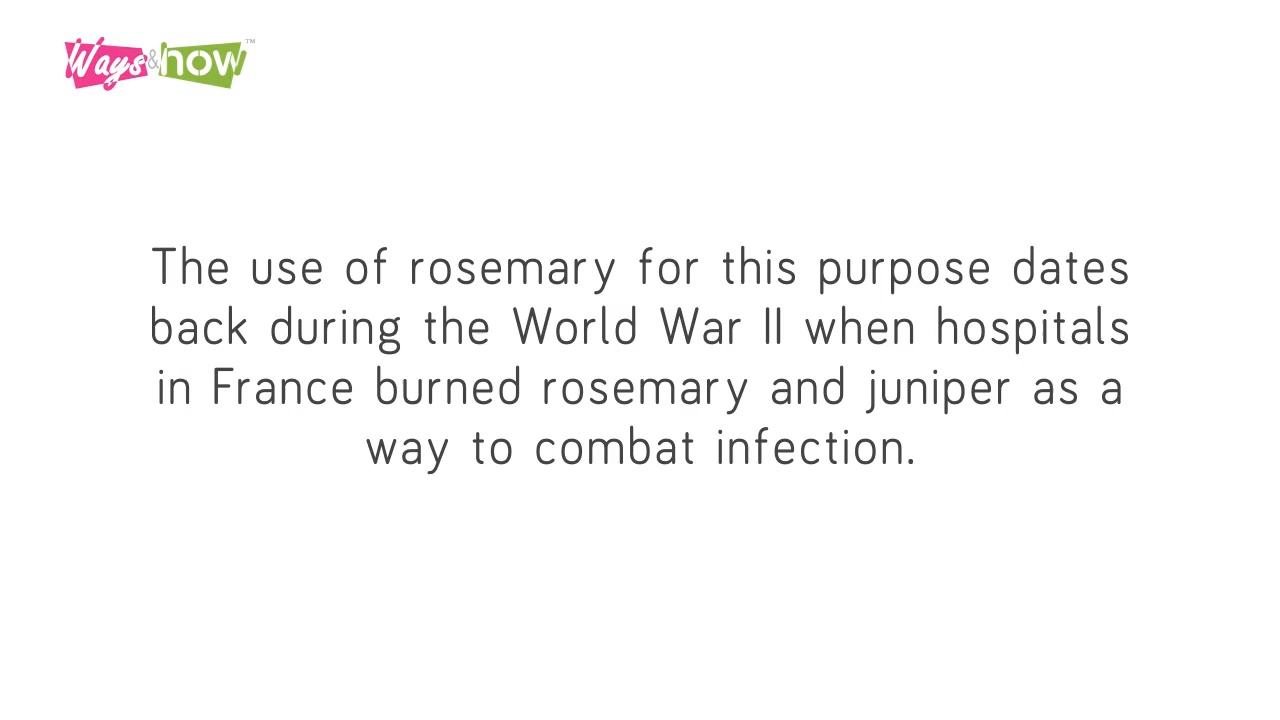 Ways&how™
The use of rosemary for this purpose dates
back during the World War II when hospitals
in France burned rosemary and juniper as a
way to combat infection.